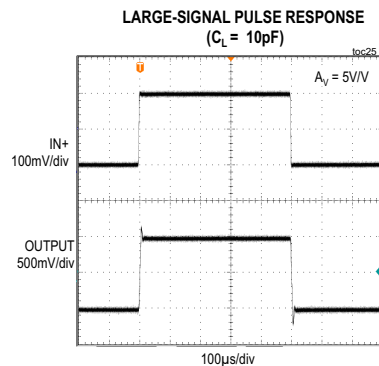 LARGE-SIGNAL PULSE RESPONSE
(CL = 10pF)
toc25
T
AV = 5V/V
IN+
100mV/div
OUTPUT
500mV/div
100µs/div